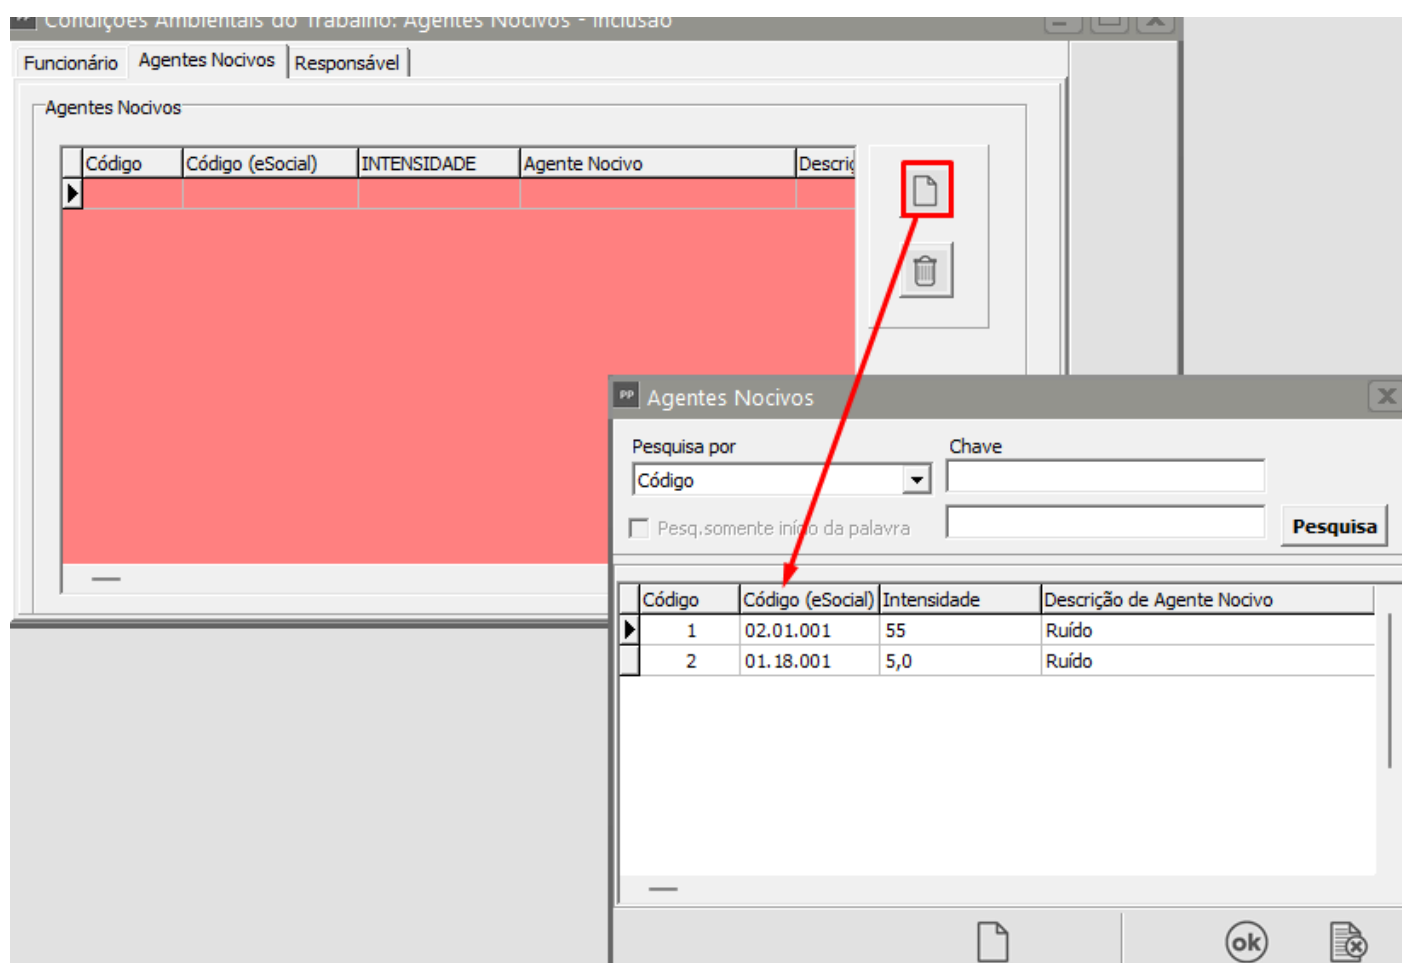 Condições Ambientais do Trabalho: Agentes Nocivos - Inclusão
Funcionário Agentes Nocivos Responsável
Agentes Nocivos
Código Código (eSocial) INTENSIDADE Agente Nocivo Descriç
PP Agentes Nocivos
Pesquisa por Chave
Código
Pesq.somente início da palavra Pesquisa
Código Código (eSocial) Intensidade Descrição de Agente Nocivo
1 02.01.001 55 Ruído
2 01.18.001 5,0 Ruído
ok